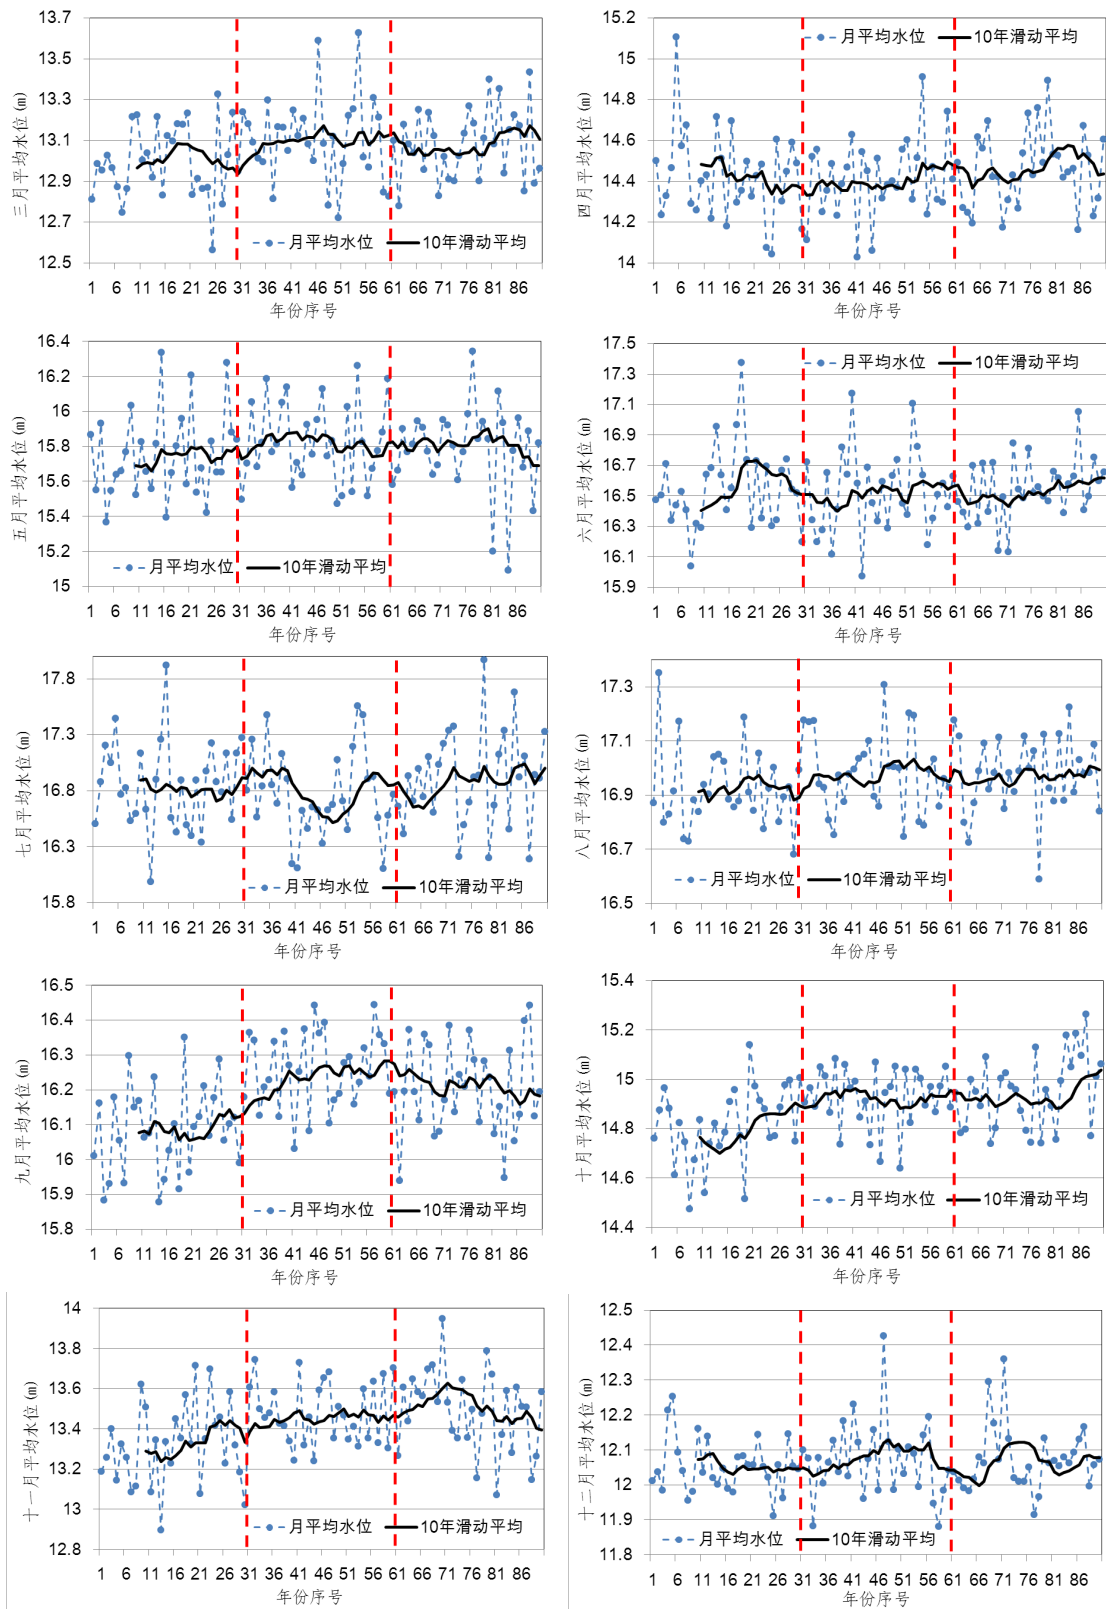 13.7
13.5
13.3
13.1
12.9
12.7
12.5
三月平均水位(m)
月平均水位 10年滑动平均
1 6 11 16 21 26 31 36 41 46 51 56 61 66 71 76 81 86
年份序号
15.2
15
14.8
14.6
14.4
14.2
14
四月平均水位(m)
月平均水位 10年滑动平均
1 6 11 16 21 26 31 36 41 46 51 56 61 66 71 76 81 86
年份序号
16.4
16.2
16
15.8
15.6
15.4
15.2
15
五月平均水位(m)
月平均水位 10年滑动平均
1 6 11 16 21 26 31 36 41 46 51 56 61 66 71 76 81 86
年份序号
17.5
17.3
17.1
16.9
16.7
16.5
16.3
16.1
15.9
六月平均水位(m)
月平均水位 10年滑动平均
1 6 11 16 21 26 31 36 41 46 51 56 61 66 71 76 81 86
年份序号
17.8
17.3
16.8
16.3
15.8
七月平均水位(m)
月平均水位 10年滑动平均
1 6 11 16 21 26 31 36 41 46 51 56 61 66 71 76 81 86
年份序号
17.3
17.1
16.9
16.7
16.5
八月平均水位(m)
月平均水位 10年滑动平均
1 6 11 16 21 26 31 36 41 46 51 56 61 66 71 76 81 86
年份序号
16.5
16.4
16.3
16.2
16.1
16
15.9
15.8
九月平均水位(m)
月平均水位 10年滑动平均
1 6 11 16 21 26 31 36 41 46 51 56 61 66 71 76 81 86
年份序号
15.4
15.2
15
14.8
14.6
14.4
十月平均水位(m)
月平均水位 10年滑动平均
1 6 11 16 21 26 31 36 41 46 51 56 61 66 71 76 81 86
年份序号
14
13.8
13.6
13.4
13.2
13
12.8
十一月平均水位(m)
月平均水位 10年滑动平均
1 6 11 16 21 26 31 36 41 46 51 56 61 66 71 76 81 86
年份序号
12.5
12.4
12.3
12.2
12.1
12.0
11.9
11.8
十二月平均水位(m)
月平均水位 10年滑动平均
1 6 11 16 21 26 31 36 41 46 51 56 61 66 71 76 81 86
年份序号